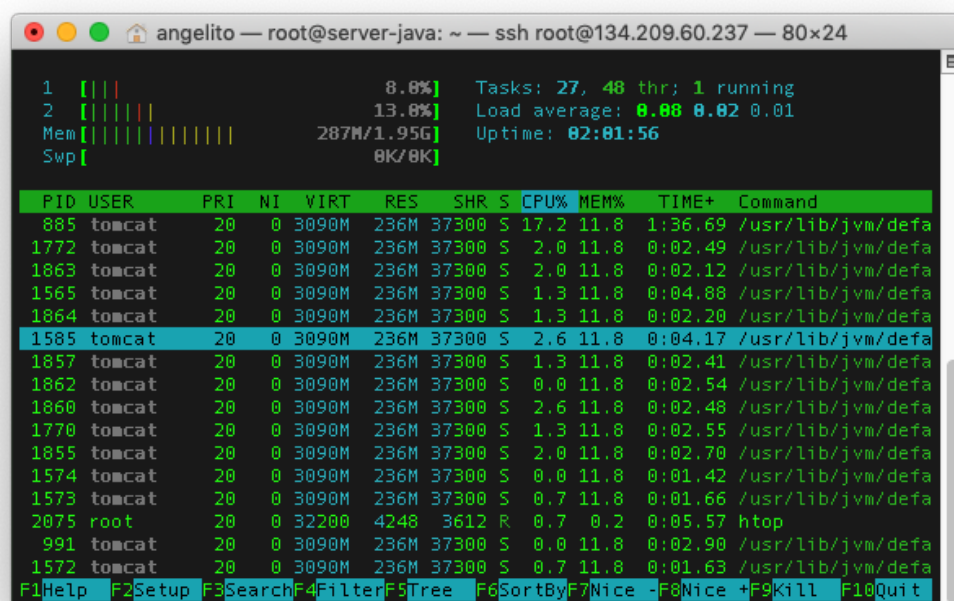 angelito — root@server-java: ~ — ssh root@134.209.60.237 — 80×24
1 [||| 8.0%] Tasks: 27, 48 thr; 1 running
2 [|||||| 13.0%] Load average: 0.08 0.02 0.01
Mem[||||||||||||||| 287M/1.95G] Uptime: 02:01:56
Swp[ 0K/0K]
PID USER PRI NI VIRT RES SHR S CPU% MEM% TIME+ Command
885 tomcat 20 0 3090M 236M 37300 S 17.2 11.8 1:36.69 /usr/lib/jvm/defa
1772 tomcat 20 0 3090M 236M 37300 S 2.0 11.8 0:02.49 /usr/lib/jvm/defa
1863 tomcat 20 0 3090M 236M 37300 S 2.0 11.8 0:02.12 /usr/lib/jvm/defa
1565 tomcat 20 0 3090M 236M 37300 S 1.3 11.8 0:04.88 /usr/lib/jvm/defa
1864 tomcat 20 0 3090M 236M 37300 S 1.3 11.8 0:02.20 /usr/lib/jvm/defa
1585 tomcat 20 0 3090M 236M 37300 S 2.6 11.8 0:04.17 /usr/lib/jvm/defa
1857 tomcat 20 0 3090M 236M 37300 S 1.3 11.8 0:02.41 /usr/lib/jvm/defa
1862 tomcat 20 0 3090M 236M 37300 S 0.0 11.8 0:02.54 /usr/lib/jvm/defa
1860 tomcat 20 0 3090M 236M 37300 S 2.6 11.8 0:02.48 /usr/lib/jvm/defa
1770 tomcat 20 0 3090M 236M 37300 S 1.3 11.8 0:02.55 /usr/lib/jvm/defa
1855 tomcat 20 0 3090M 236M 37300 S 2.0 11.8 0:02.70 /usr/lib/jvm/defa
1574 tomcat 20 0 3090M 236M 37300 S 0.0 11.8 0:01.42 /usr/lib/jvm/defa
1573 tomcat 20 0 3090M 236M 37300 S 0.7 11.8 0:01.66 /usr/lib/jvm/defa
2075 root 20 0 32200 4248 3612 R 0.7 0.2 0:05.57 htop
991 tomcat 20 0 3090M 236M 37300 S 0.0 11.8 0:02.90 /usr/lib/jvm/defa
1572 tomcat 20 0 3090M 236M 37300 S 0.7 11.8 0:01.63 /usr/lib/jvm/defa
F1Help F2Setup F3SearchF4FilterF5Tree F6SortByF7Nice -F8Nice +F9Kill F10Quit